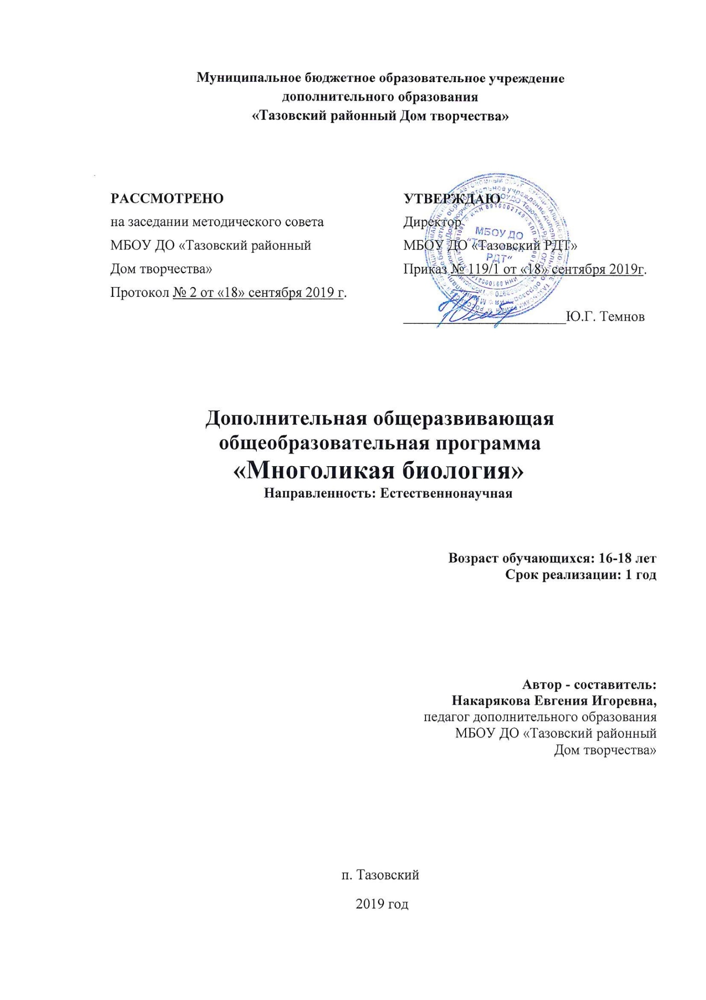 Муниципальное бюджетное образовательное учреждение
дополнительного образования
«Тазовский районный Дом творчества»
РАССМОТРЕНО
на заседании методического совета
МБОУ ДО «Тазовский районный
Дом творчества»
Протокол № 2 от «18» сентября 2019 г.
УТВЕРЖДАЮ
Директор
МБОУ ДО «Тазовский РДТ»
Приказ № 119/1 от «18» сентября 2019г.
Ю.Г. Темнов
МБОУ ДО
"Тазовский
РДТ"
ИНН 8910002149
Дополнительная общеразвивающая
общеобразовательная программа
«Многоликая биология»
Направленность: Естественнонаучная
Возраст обучающихся: 16-18 лет
Срок реализации: 1 год
Автор - составитель:
Накарякова Евгения Игоревна,
педагог дополнительного образования
МБОУ ДО «Тазовский районный
Дом творчества»
п. Тазовский
2019 год